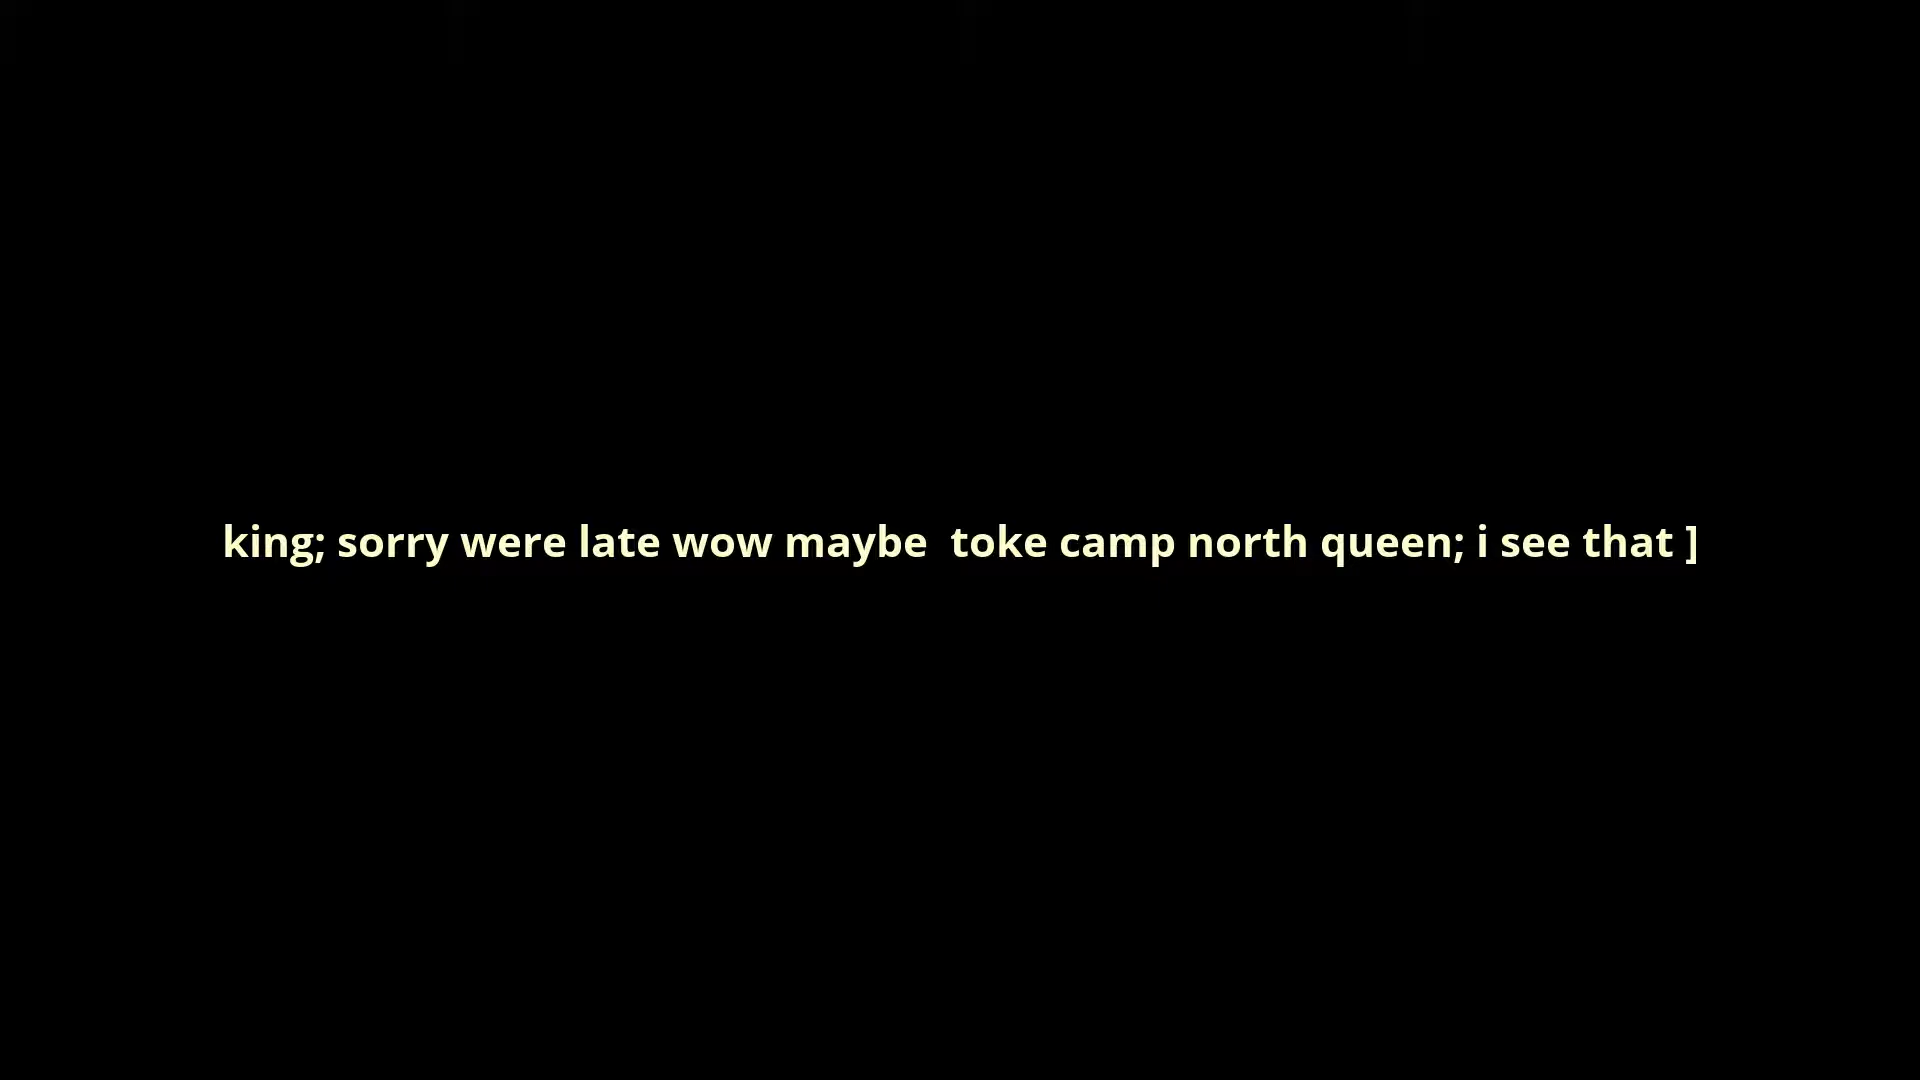 king; sorry were late wow maybe  toke camp north queen; i see that ]